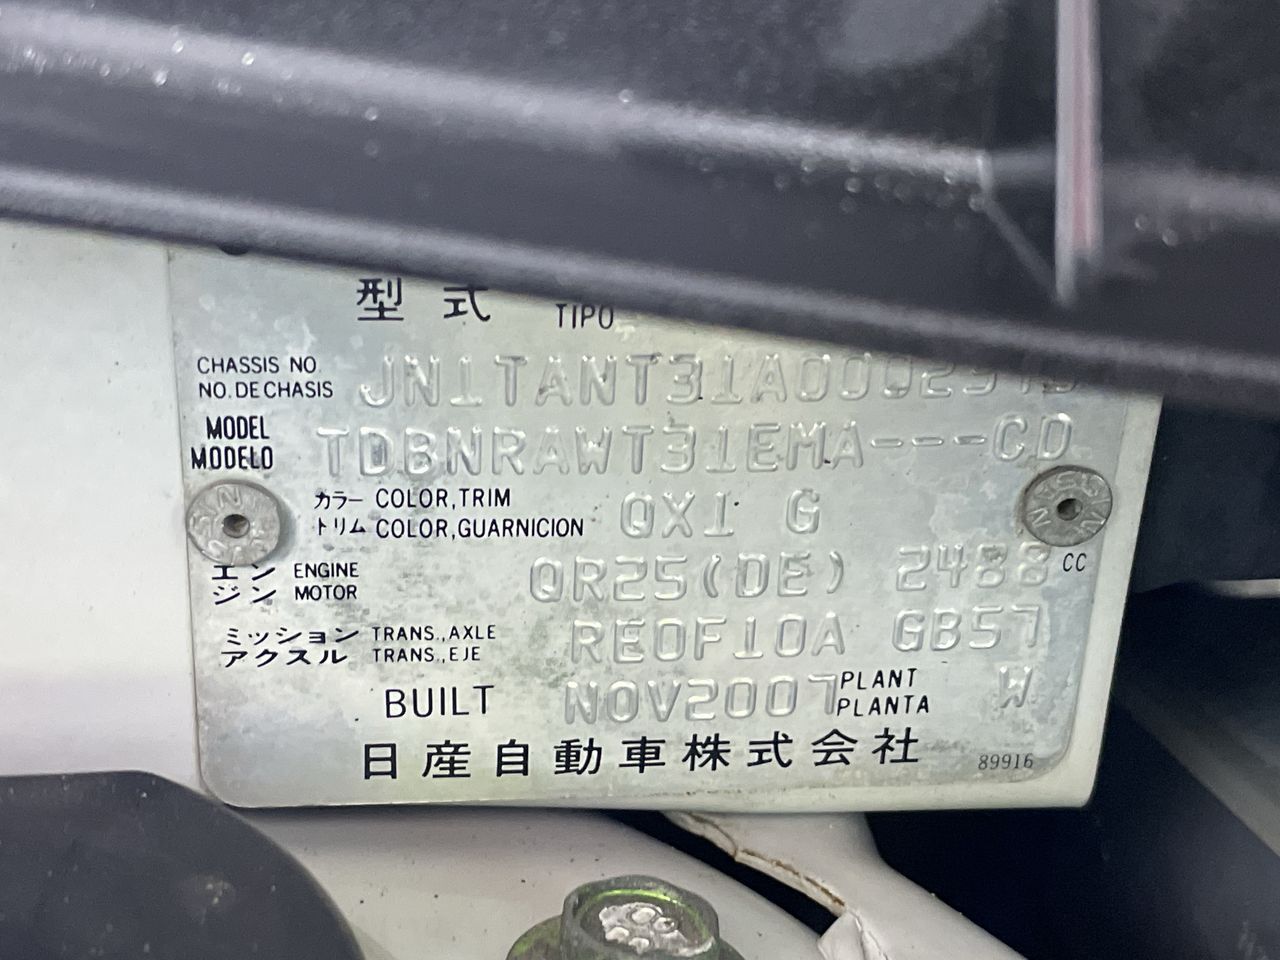 型式 TIPO
CHASSIS NO.
NO. DE CHASIS
MODEL TDBNRAWT31EMA---CD
MODELO
カラー COLOR,TRIM QX1 G
トリム COLOR,GUARNICION
エンジン ENGINE QR25(DE) 2488 CC
MOTOR
ミッション TRANS.,AXLE RE0F10A GB57
アクスル TRANS.,EJE
BUILT NOV2007 PLANT W
PLANTA
日産自動車株式会社 89916